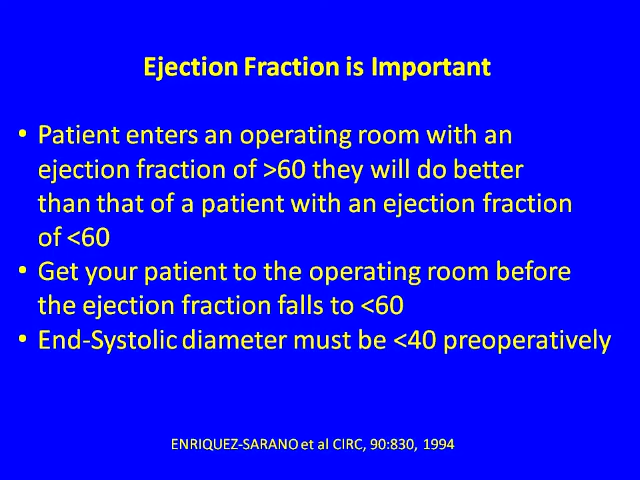 Ejection Fraction is Important
• Patient enters an operating room with an
ejection fraction of >60 they will do better
than that of a patient with an ejection fraction
of <60
• Get your patient to the operating room before
the ejection fraction falls to <60
• End-Systolic diameter must be <40 preoperatively
ENRIQUEZ-SARANO et al CIRC, 90:830, 1994